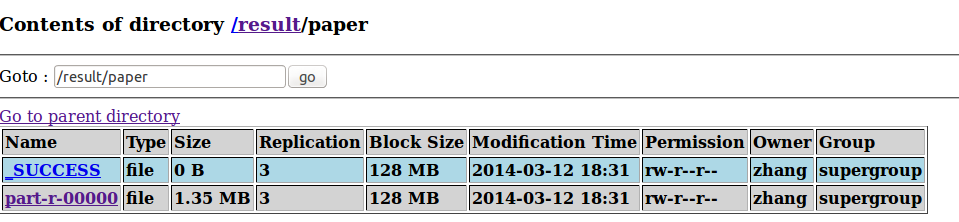 Contents of directory /result/paper
Goto : /result/paper go
Go to parent directory
Name Type Size Replication Block Size Modification Time Permission Owner Group
_SUCCESS file 0 B 3 128 MB 2014-03-12 18:31 rw-r--r-- zhang supergroup
part-r-00000 file 1.35 MB 3 128 MB 2014-03-12 18:31 rw-r--r-- zhang supergroup